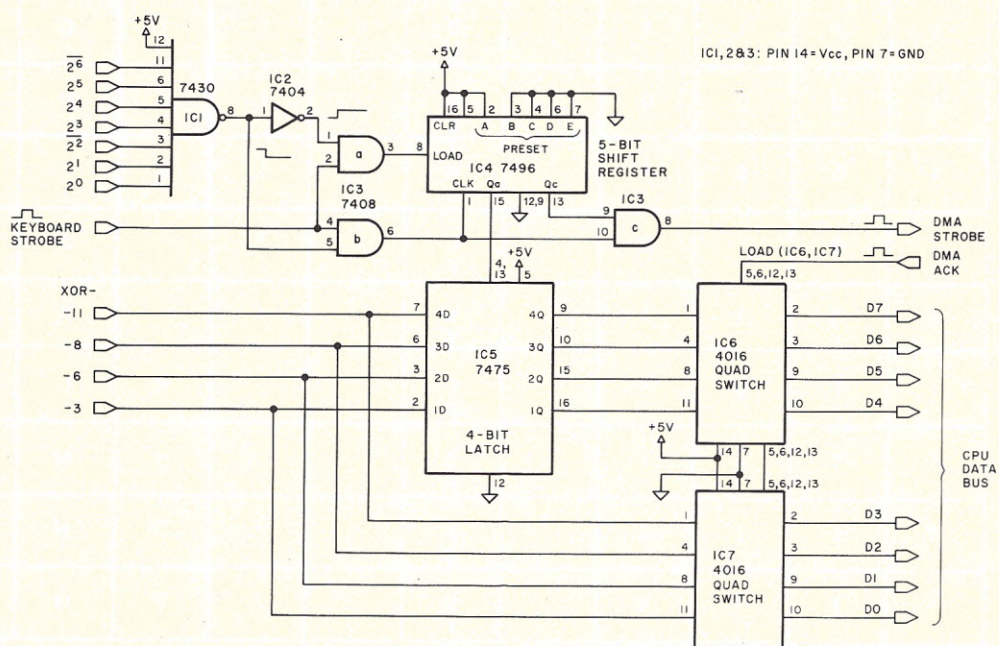 +5V
12
2̅⁶̅ 11
2⁵ 6
2⁴ 5
2³ 4
2̅²̅ 3
2¹ 2
2⁰ 1
7430
IC1
8
IC2
7404
1 2
1
2
a
3
8
IC3
7408
4
5
b
6
KEYBOARD
STROBE
+5V
16 5 2 3 4 6 7
CLR A B C D E
PRESET
LOAD
IC4 7496
CLK Qa Qc
1 15 12,9 13
5-BIT
SHIFT
REGISTER
IC1, 2&3: PIN 14=Vcc, PIN 7=GND
IC3
9
10
c
8
DMA
STROBE
LOAD (IC6, IC7)
DMA
ACK
5,6,12,13
4,
13
+5V
5
XOR-
-11
-8
-6
-3
7 4D 4Q 9
6 3D 3Q 10
3 2D 2Q 15
2 1D 1Q 16
IC5
7475
4-BIT
LATCH
12
1 2 D7
4 3 D6
8 9 D5
11 10 D4
IC6
4016
QUAD
SWITCH
+5V
14 7 5,6,12,13
14 7 5,6,12,13
1 2 D3
4 3 D2
8 9 D1
11 10 D0
IC7
4016
QUAD
SWITCH
CPU
DATA
BUS